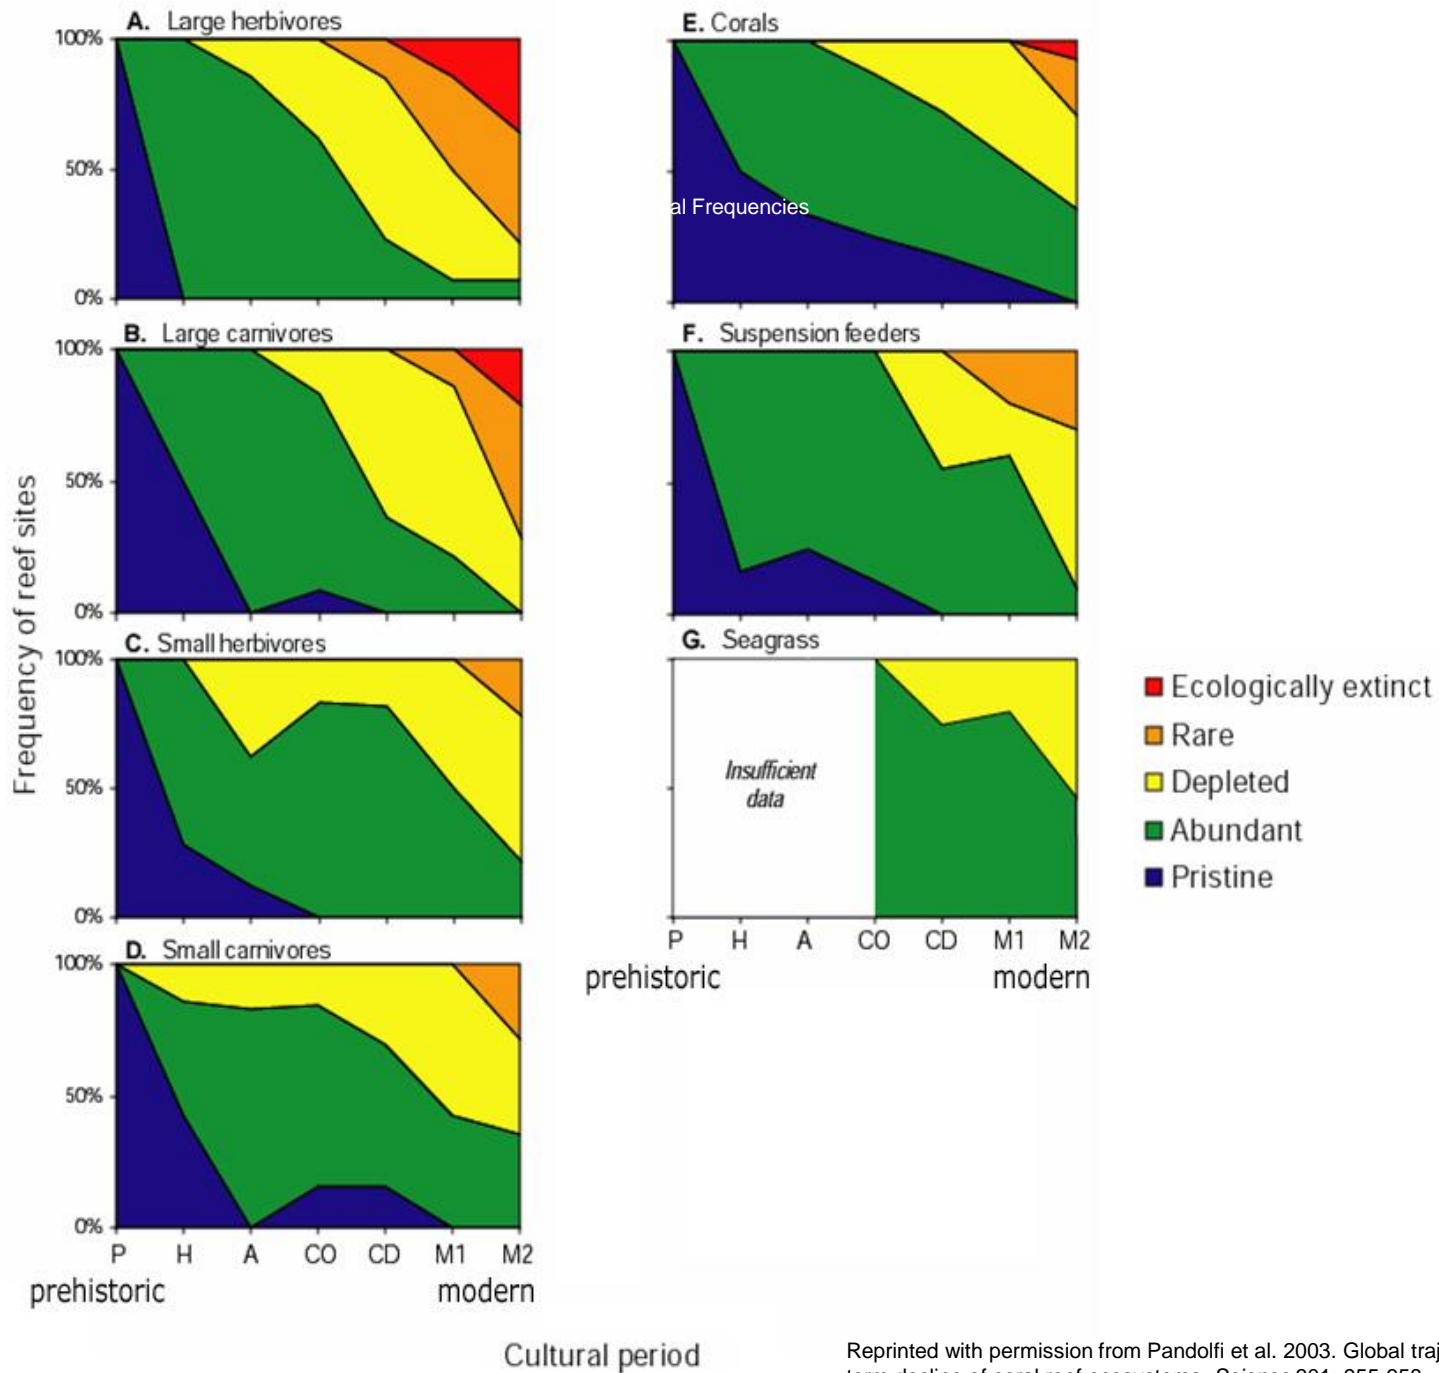 A. Large herbivores
100%
50%
0%
B. Large carnivores
100%
50%
0%
C. Small herbivores
100%
50%
0%
D. Small carnivores
100%
50%
0%
P H A CO CD M1 M2
prehistoric modern
Frequency of reef sites
E. Corals
al Frequencies
F. Suspension feeders
G. Seagrass
Insufficient
data
P H A CO CD M1 M2
prehistoric modern
Ecologically extinct
Rare
Depleted
Abundant
Pristine
Cultural period
Reprinted with permission from Pandolfi et al. 2003. Global traj